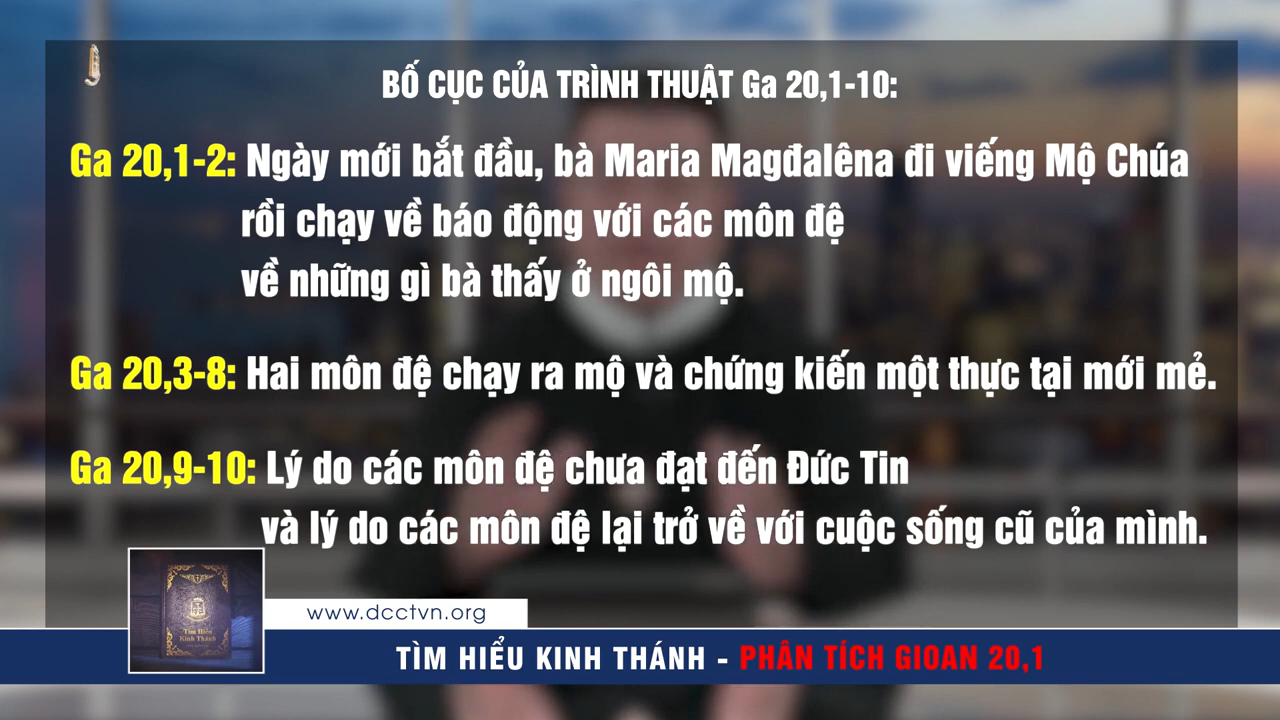 BỐ CỤC CỦA TRÌNH THUẬT Ga 20,1-10:
Ga 20,1-2: Ngày mới bắt đầu, bà Maria Magđalêna đi viếng Mộ Chúa
rồi chạy về báo động với các môn đệ
về những gì bà thấy ở ngôi mộ.
Ga 20,3-8: Hai môn đệ chạy ra mộ và chứng kiến một thực tại mới mẻ.
Ga 20,9-10: Lý do các môn đệ chưa đạt đến Đức Tin
và lý do các môn đệ lại trở về với cuộc sống cũ của mình.
Tìm Hiểu
Kinh Thánh
www.dcctvn.org
TÌM HIỂU KINH THÁNH - PHÂN TÍCH GIOAN 20,1